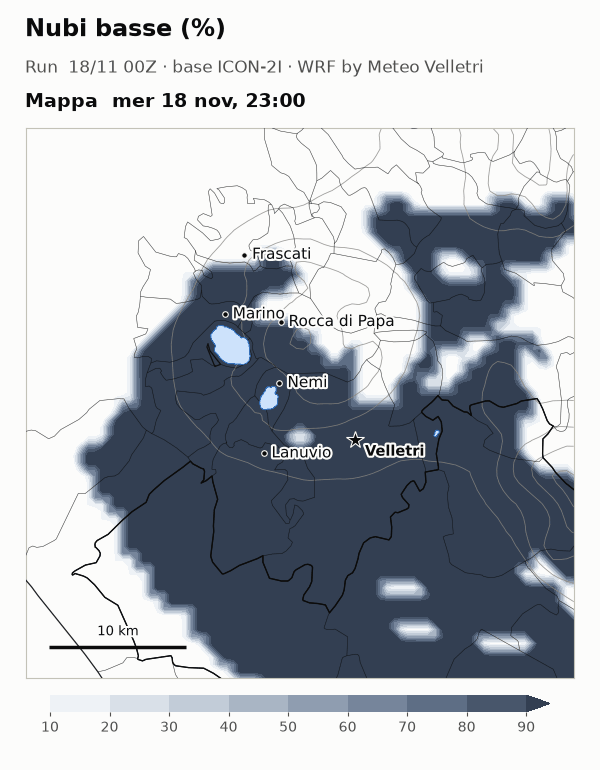 Nubi basse (%)
Run  18/11 00Z · base ICON-2I · WRF by Meteo Velletri
Mappa  mer 18 nov, 23:00
Frascati
Marino
Rocca di Papa
Nemi
Velletri
Lanuvio
10 km
10 20 30 40 50 60 70 80 90